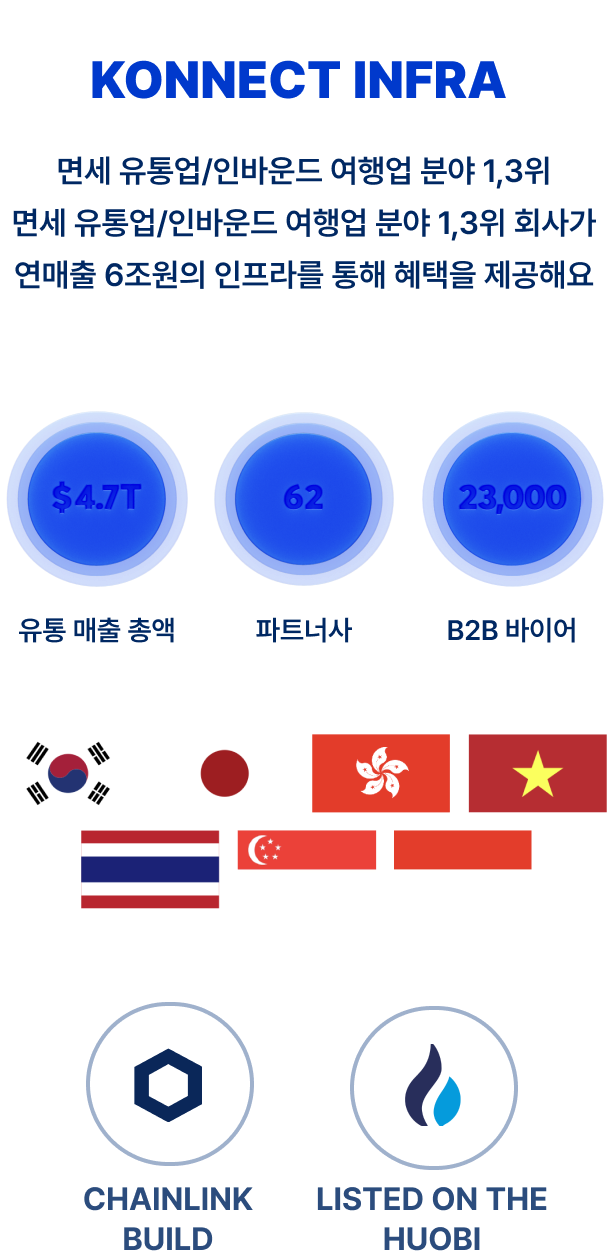 KONNECT INFRA
면세 유통업/인바운드 여행업 분야 1,3위
면세 유통업/인바운드 여행업 분야 1,3위 회사가
연매출 6조원의 인프라를 통해 혜택을 제공해요
$4.7T
62
23,000
유통 매출 총액
파트너사
B2B 바이어
CHAINLINK
BUILD
LISTED ON THE
HUOBI